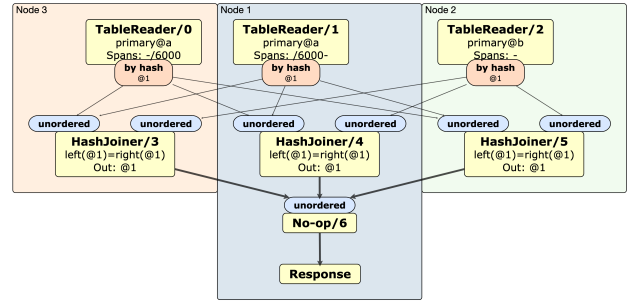 Node 3
TableReader/0
primary@a
Spans: -/6000
by hash
@1
unordered
unordered
HashJoiner/3
left(@1)=right(@1)
Out: @1
Node 1
TableReader/1
primary@a
Spans: /6000-
by hash
@1
unordered
unordered
HashJoiner/4
left(@1)=right(@1)
Out: @1
unordered
No-op/6
Response
Node 2
TableReader/2
primary@b
Spans: -
by hash
@1
unordered
unordered
HashJoiner/5
left(@1)=right(@1)
Out: @1